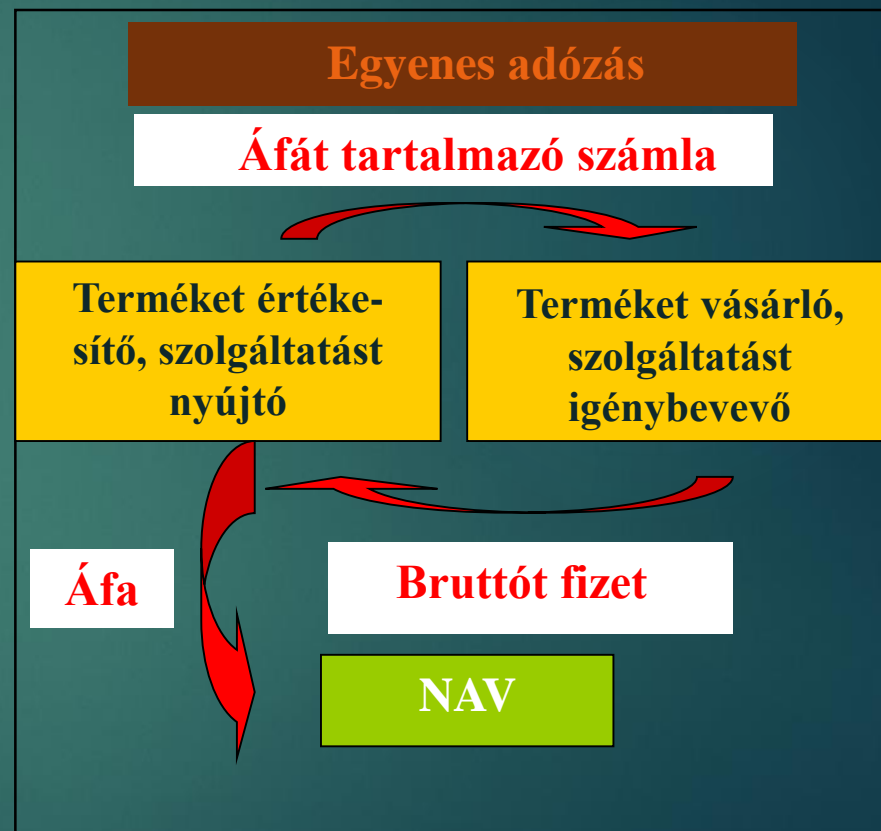 Egyenes adózás
Áfát tartalmazó számla
Terméket értéke-
sítő, szolgáltatást
nyújtó
Terméket vásárló,
szolgáltatást
igénybevevő
Áfa
Bruttót fizet
NAV